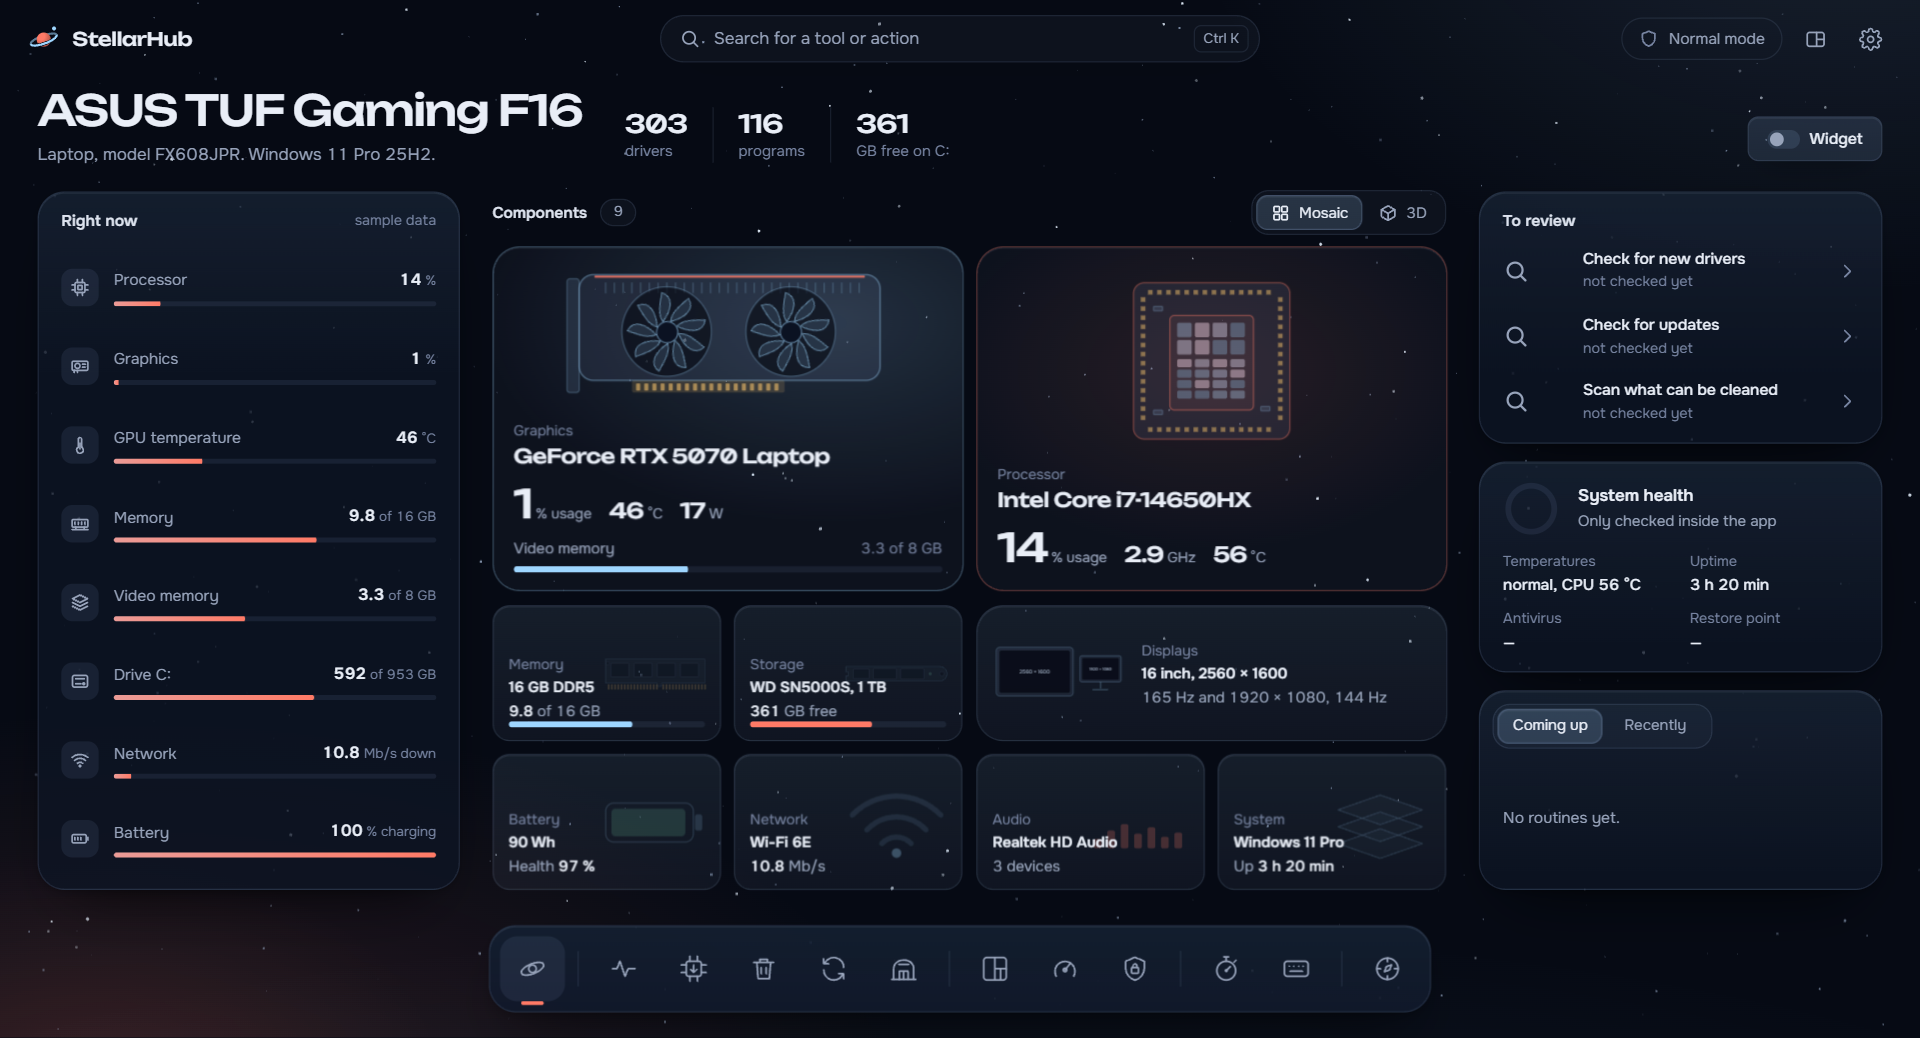 StellarHub
Search for a tool or action
Ctrl K
Normal mode
ASUS TUF Gaming F16
Laptop, model FX608JPR. Windows 11 Pro 25H2.
303
drivers
116
programs
361
GB free on C:
Widget
Right now
sample data
Processor
14 %
Graphics
1 %
GPU temperature
46 °C
Memory
9.8 of 16 GB
Video memory
3.3 of 8 GB
Drive C:
592 of 953 GB
Network
10.8 Mb/s down
Battery
100 % charging
Components
9
Mosaic
3D
Graphics
GeForce RTX 5070 Laptop
1 % usage 46 °C 17 W
Video memory
3.3 of 8 GB
Processor
Intel Core i7-14650HX
14 % usage 2.9 GHz 56 °C
Memory
16 GB DDR5
9.8 of 16 GB
Storage
WD SN5000S, 1 TB
361 GB free
2560 × 1600
Displays
16 inch, 2560 × 1600
165 Hz and 1920 × 1080, 144 Hz
Battery
90 Wh
Health 97 %
Network
Wi-Fi 6E
10.8 Mb/s
Audio
Realtek HD Audio
3 devices
System
Windows 11 Pro
Up 3 h 20 min
To review
Check for new drivers
not checked yet
Check for updates
not checked yet
Scan what can be cleaned
not checked yet
System health
Only checked inside the app
Temperatures
normal, CPU 56 °C
Uptime
3 h 20 min
Antivirus
–
Restore point
–
Coming up
Recently
No routines yet.